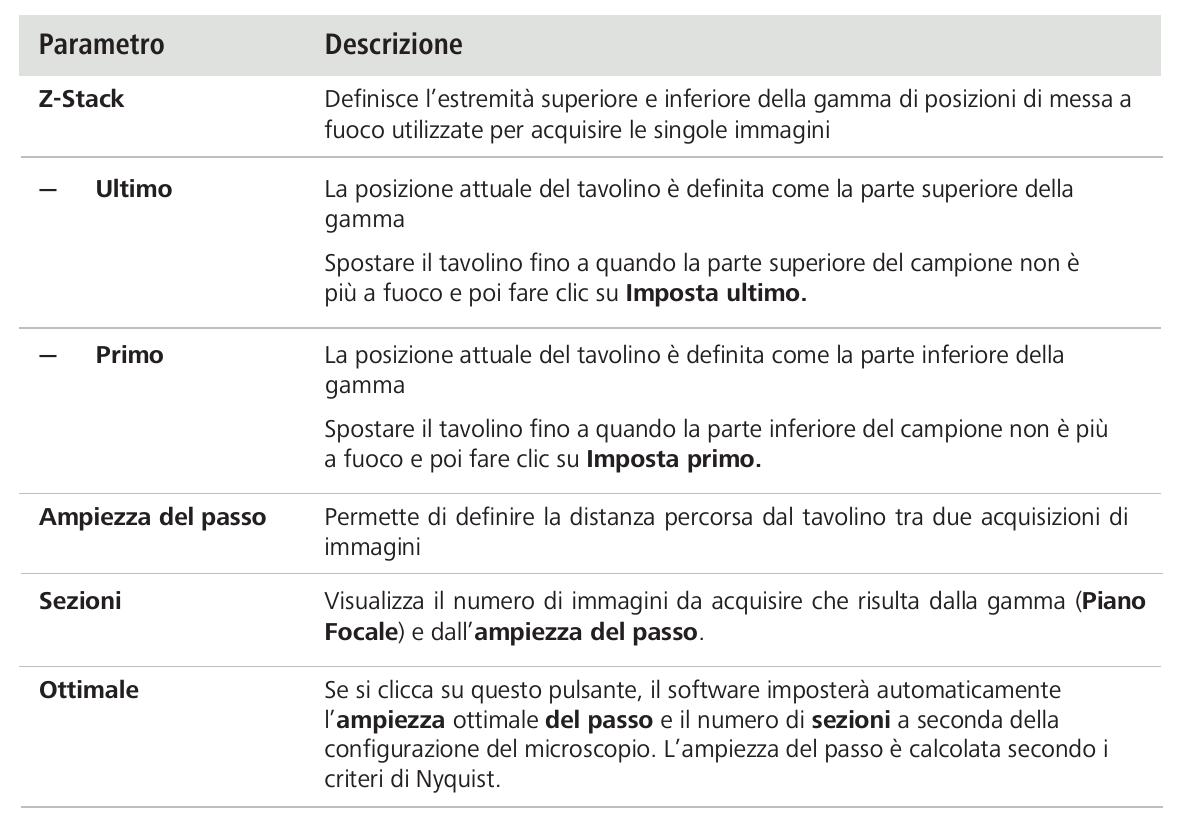 Parametro Descrizione
Z-Stack Definisce l’estremità superiore e inferiore della gamma di posizioni di messa a
fuoco utilizzate per acquisire le singole immagini
— Ultimo La posizione attuale del tavolino è definita come la parte superiore della
gamma
Spostare il tavolino fino a quando la parte superiore del campione non è
più a fuoco e poi fare clic su Imposta ultimo.
— Primo La posizione attuale del tavolino è definita come la parte inferiore della
gamma
Spostare il tavolino fino a quando la parte inferiore del campione non è più
a fuoco e poi fare clic su Imposta primo.
Ampiezza del passo Permette di definire la distanza percorsa dal tavolino tra due acquisizioni di
immagini
Sezioni Visualizza il numero di immagini da acquisire che risulta dalla gamma (Piano
Focale) e dall’ampiezza del passo.
Ottimale Se si clicca su questo pulsante, il software imposterà automaticamente
l’ampiezza ottimale del passo e il numero di sezioni a seconda della
configurazione del microscopio. L’ampiezza del passo è calcolata secondo i
criteri di Nyquist.